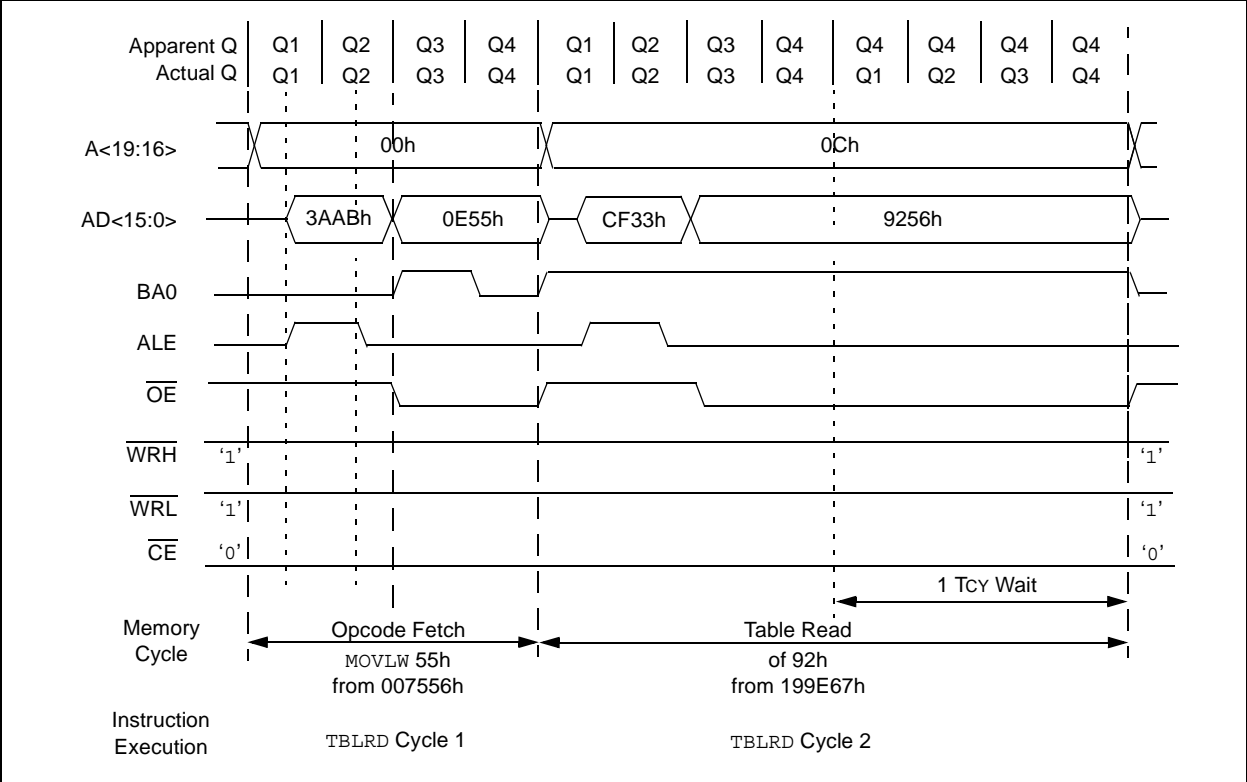 Apparent Q Q1 Q2 Q3 Q4 Q1 Q2 Q3 Q4 Q4 Q4 Q4 Q4
Actual Q Q1 Q2 Q3 Q4 Q1 Q2 Q3 Q4 Q1 Q2 Q3 Q4
A<19:16> 00h 0Ch
AD<15:0> 3AABh 0E55h CF33h 9256h
BA0
ALE
OE
WRH ‘1’ ‘1’
WRL ‘1’ ‘1’
CE ‘0’ ‘0’
1 TCY Wait
Memory
Cycle
Opcode Fetch
MOVLW 55h
from 007556h
Table Read
of 92h
from 199E67h
Instruction
Execution
TBLRD Cycle 1
TBLRD Cycle 2